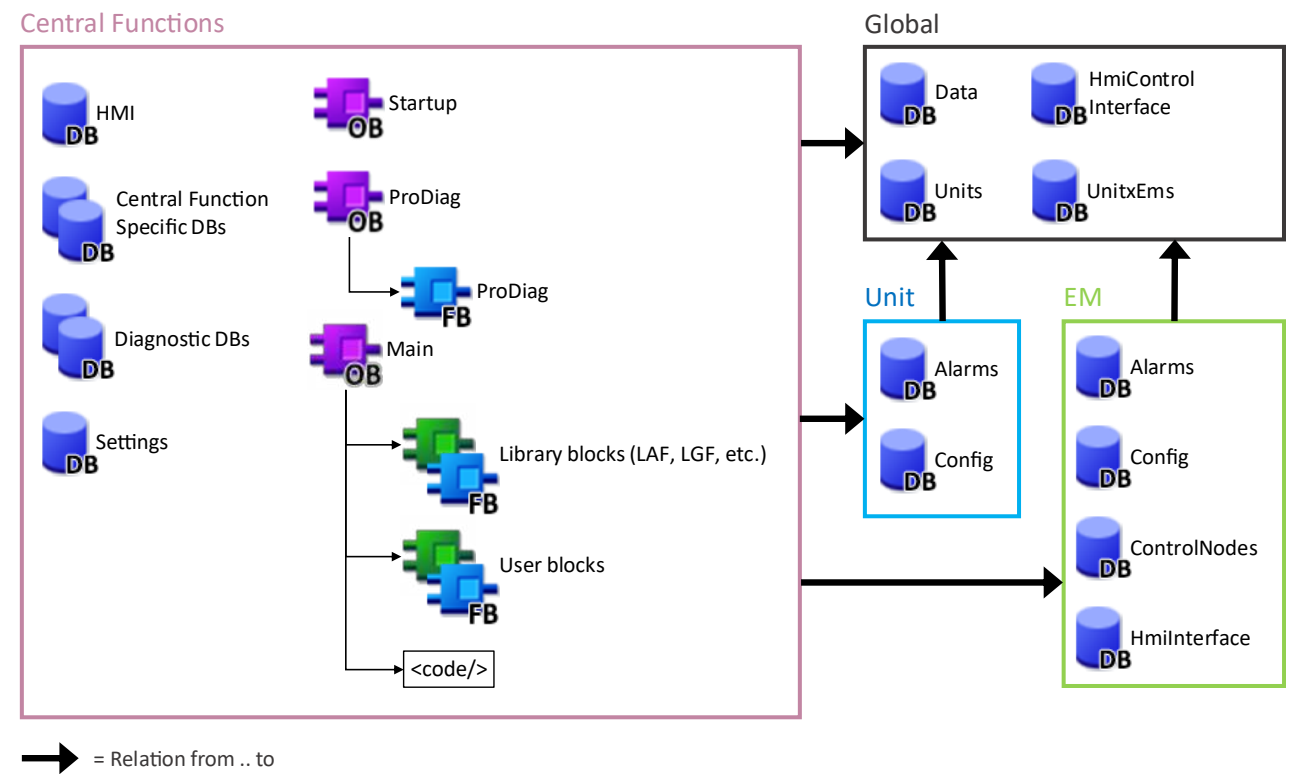 Central Functions
HMI
DB
Central Function
Specific DBs
DB
Diagnostic DBs
DB
Settings
DB
Startup
OB
ProDiag
OB
ProDiag
FB
Main
OB
Library blocks (LAF, LGF, etc.)
FB
User blocks
FB
<code/>
Global
Data
DB
HmiControl
Interface
DB
Units
DB
UnitxEms
DB
Unit
Alarms
DB
Config
DB
EM
Alarms
DB
Config
DB
ControlNodes
DB
HmiInterface
DB
= Relation from .. to